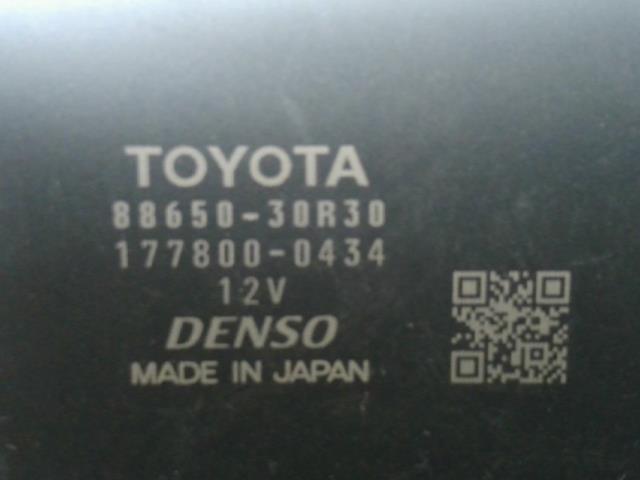 TOYOTA
88650-30R30
177800-0434
12V
DENSO
MADE IN JAPAN